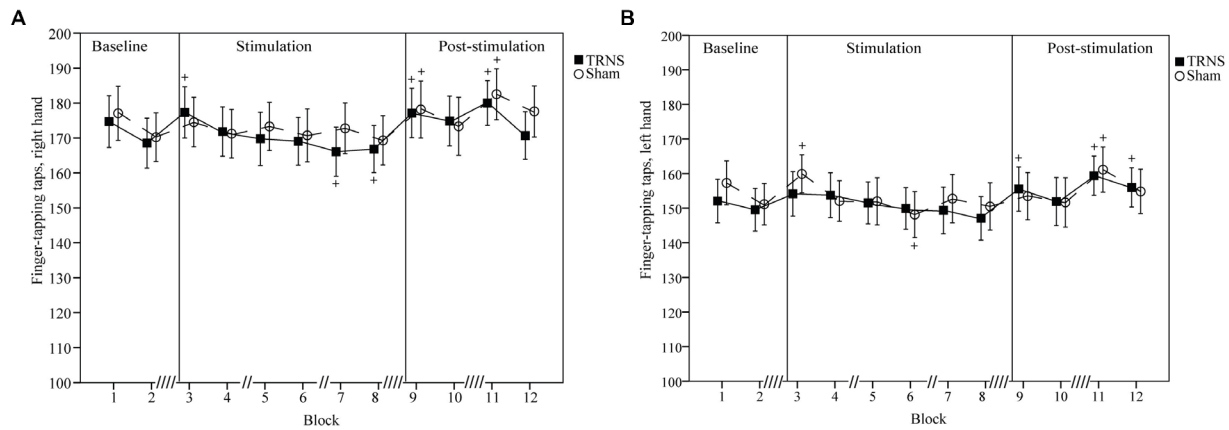 A
Baseline
Stimulation
Post-stimulation
TRNS
Sham
Finger-tapping taps, right hand
200
190
180
170
160
150
140
130
120
110
100
+
+
+
+
+
+
+
1 2 //// 3 4 // 5 6 // 7 8 //// 9 10 //// 11 12
Block
B
Baseline
Stimulation
Post-stimulation
TRNS
Sham
Finger-tapping taps, left hand
200
190
180
170
160
150
140
130
120
110
100
+
+
+
+
+
+
1 2 //// 3 4 // 5 6 // 7 8 //// 9 10 //// 11 12
Block